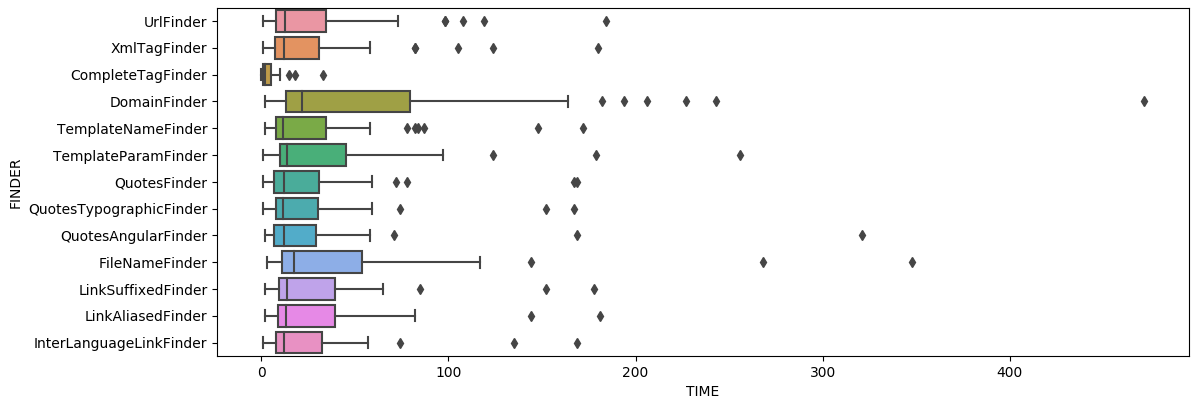 FINDER
UrlFinder
XmlTagFinder
CompleteTagFinder
DomainFinder
TemplateNameFinder
TemplateParamFinder
QuotesFinder
QuotesTypographicFinder
QuotesAngularFinder
FileNameFinder
LinkSuffixedFinder
LinkAliasedFinder
InterLanguageLinkFinder
0 100 200 300 400
TIME